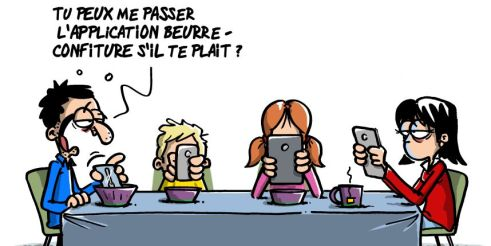 TU PEUX ME PASSER
L'APPLICATION BEURRE -
CONFITURE S'IL TE PLAIT ?